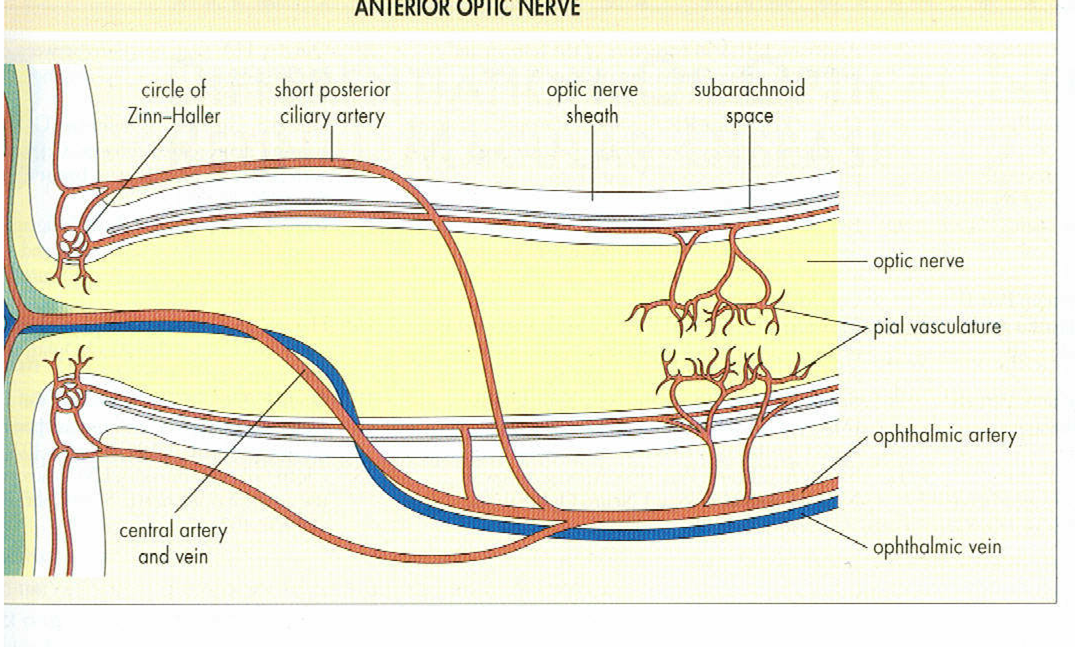 ANTERIOR OPTIC NERVE
circle of
Zinn–Haller
short posterior
ciliary artery
optic nerve
sheath
subarachnoid
space
optic nerve
pial vasculature
ophthalmic artery
central artery
and vein
ophthalmic vein